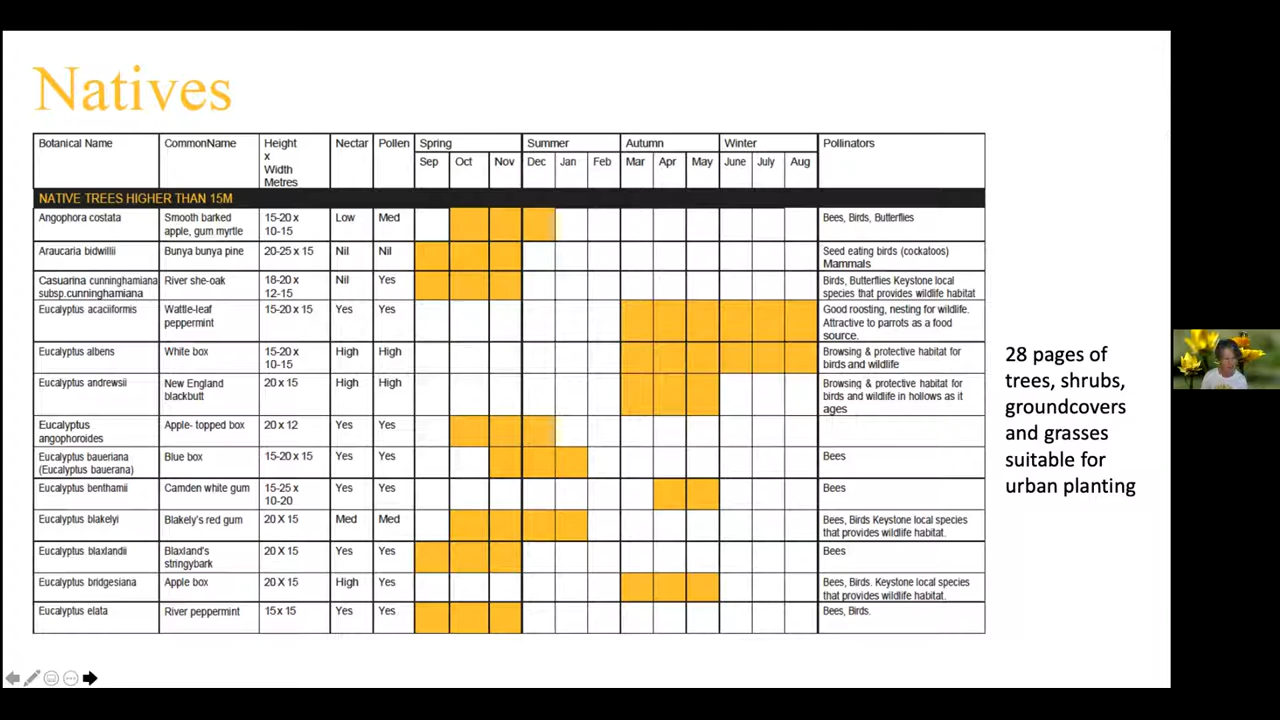 Natives
Botanical Name CommonName Height x Width Metres Nectar Pollen Spring Summer Autumn Winter Pollinators
Sep Oct Nov Dec Jan Feb Mar Apr May June July Aug
NATIVE TREES HIGHER THAN 15M
Angophora costata Smooth barked apple, gum myrtle 15-20 x 10-15 Low Med Bees, Birds, Butterflies
Araucaria bidwillii Bunya bunya pine 20-25 x 15 Nil Nil Seed eating birds (cockatoos) Mammals
Casuarina cunninghamiana subsp.cunninghamiana River she-oak 18-20 x 12-15 Nil Yes Birds, Butterflies Keystone local species that provides wildlife habitat
Eucalyptus acaciiformis Wattle-leaf peppermint 15-20 x 15 Yes Yes Good roosting, nesting for wildlife. Attractive to parrots as a food source.
Eucalyptus albens White box 15-20 x 10-15 High High Browsing & protective habitat for birds and wildlife
Eucalyptus andrewsii New England blackbutt 20 x 15 High High Browsing & protective habitat for birds and wildlife in hollows as it ages
Eucalyptus angophoroides Apple- topped box 20 x 12 Yes Yes
Eucalyptus baueriana (Eucalyptus bauerana) Blue box 15-20 x 15 Yes Yes Bees
Eucalyptus benthamii Camden white gum 15-25 x 10-20 Yes Yes Bees
Eucalyptus blakelyi Blakely's red gum 20 X 15 Med Med Bees, Birds Keystone local species that provides wildlife habitat.
Eucalyptus blaxlandii Blaxland's stringybark 20 X 15 Yes Yes Bees
Eucalyptus bridgesiana Apple box 20 X 15 High Yes Bees, Birds. Keystone local species that provides wildlife habitat.
Eucalyptus elata River peppermint 15 x 15 Yes Yes Bees, Birds.
28 pages of
trees, shrubs,
groundcovers
and grasses
suitable for
urban planting